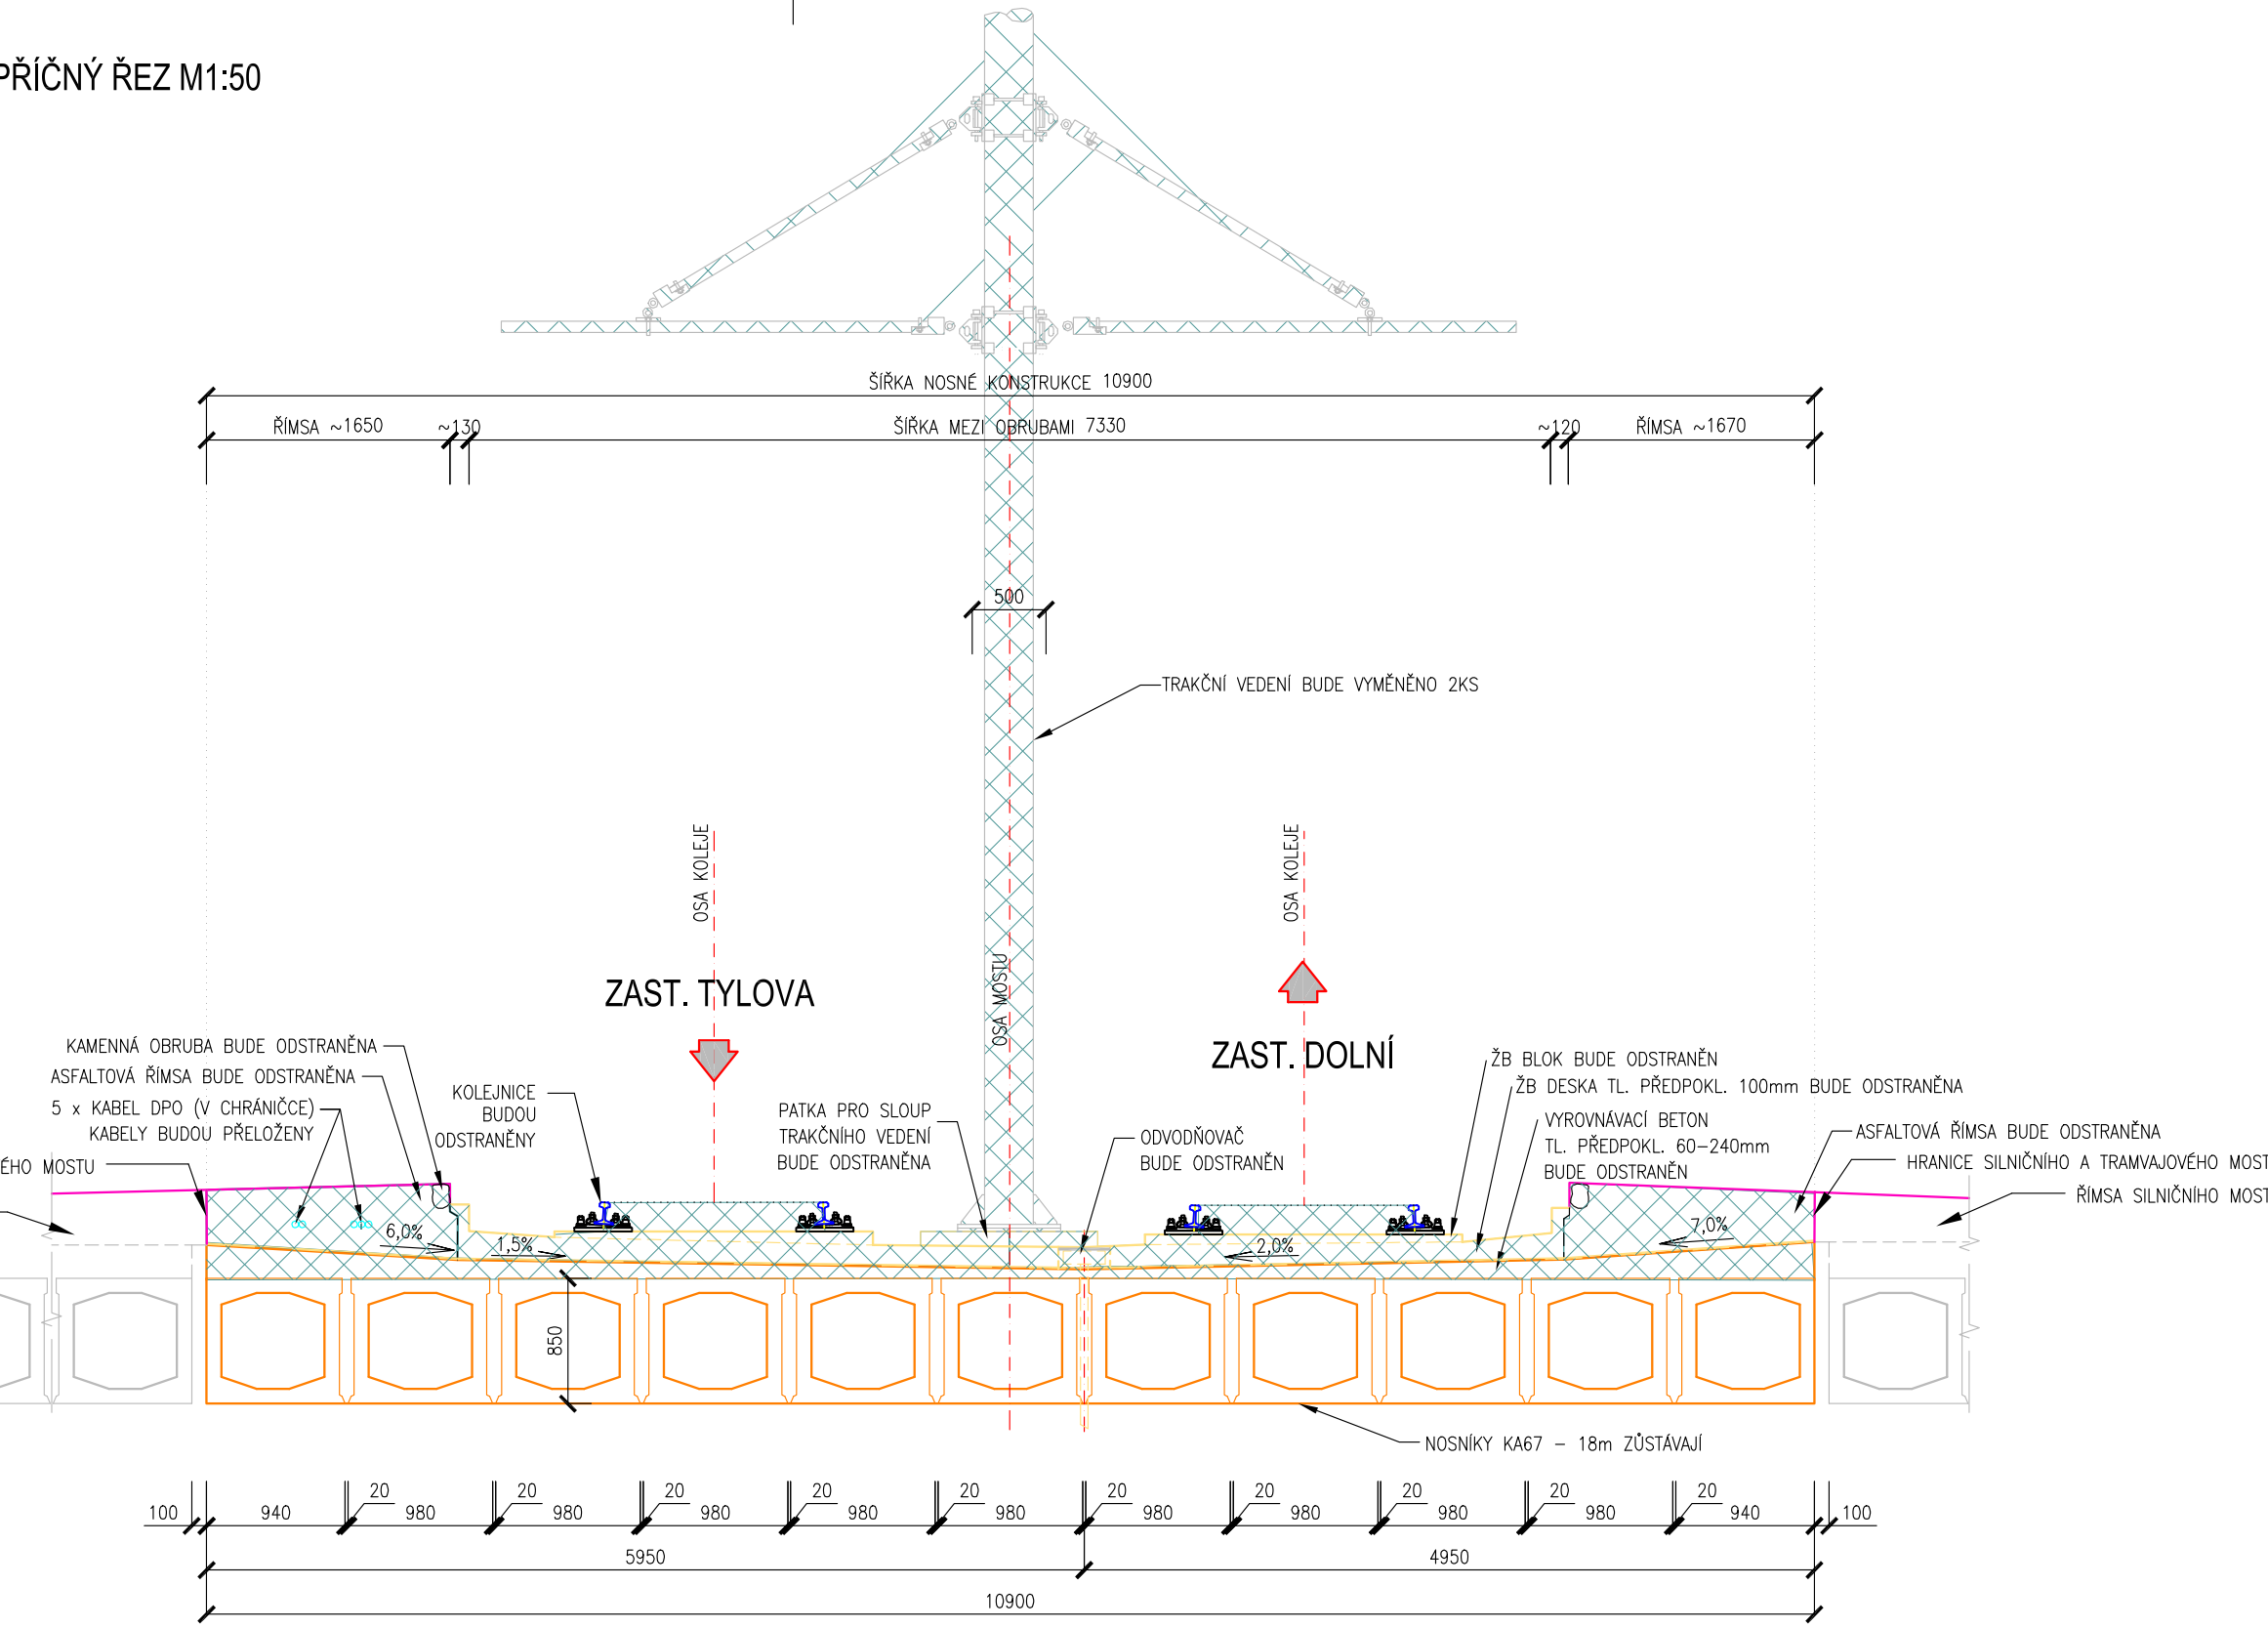 PŘÍČNÝ ŘEZ M1:50
ŠÍŘKA NOSNÉ KONSTRUKCE 10900
ŘÍMSA ~1650
~130
ŠÍŘKA MEZI OBRUBAMI 7330
~120
ŘÍMSA ~1670
500
TRAKČNÍ VEDENÍ BUDE VYMĚNĚNO 2KS
OSA KOLEJE
OSA KOLEJE
OSA MOSTU
ZAST. TYLOVA
ZAST. DOLNÍ
KAMENNÁ OBRUBA BUDE ODSTRANĚNA
ASFALTOVÁ ŘÍMSA BUDE ODSTRANĚNA
5 x KABEL DPO (V CHRÁNIČCE)
KABELY BUDOU PŘELOŽENY
ÉHO MOSTU
KOLEJNICE
BUDOU
ODSTRANĚNY
PATKA PRO SLOUP
TRAKČNÍHO VEDENÍ
BUDE ODSTRANĚNA
ODVODŇOVAČ
BUDE ODSTRANĚN
ŽB BLOK BUDE ODSTRANĚN
ŽB DESKA TL. PŘEDPOKL. 100mm BUDE ODSTRANĚNA
VYROVNÁVACÍ BETON
TL. PŘEDPOKL. 60-240mm
BUDE ODSTRANĚN
ASFALTOVÁ ŘÍMSA BUDE ODSTRANĚNA
HRANICE SILNIČNÍHO A TRAMVAJOVÉHO MOST
ŘÍMSA SILNIČNÍHO MOST
6,0%
1,5%
2,0%
7,0%
850
NOSNÍKY KA67 - 18m ZŮSTÁVAJÍ
20 20 20 20 20 20 20 20 20 20
100 940 980 980 980 980 980 980 980 980 980 940 100
5950 4950
10900